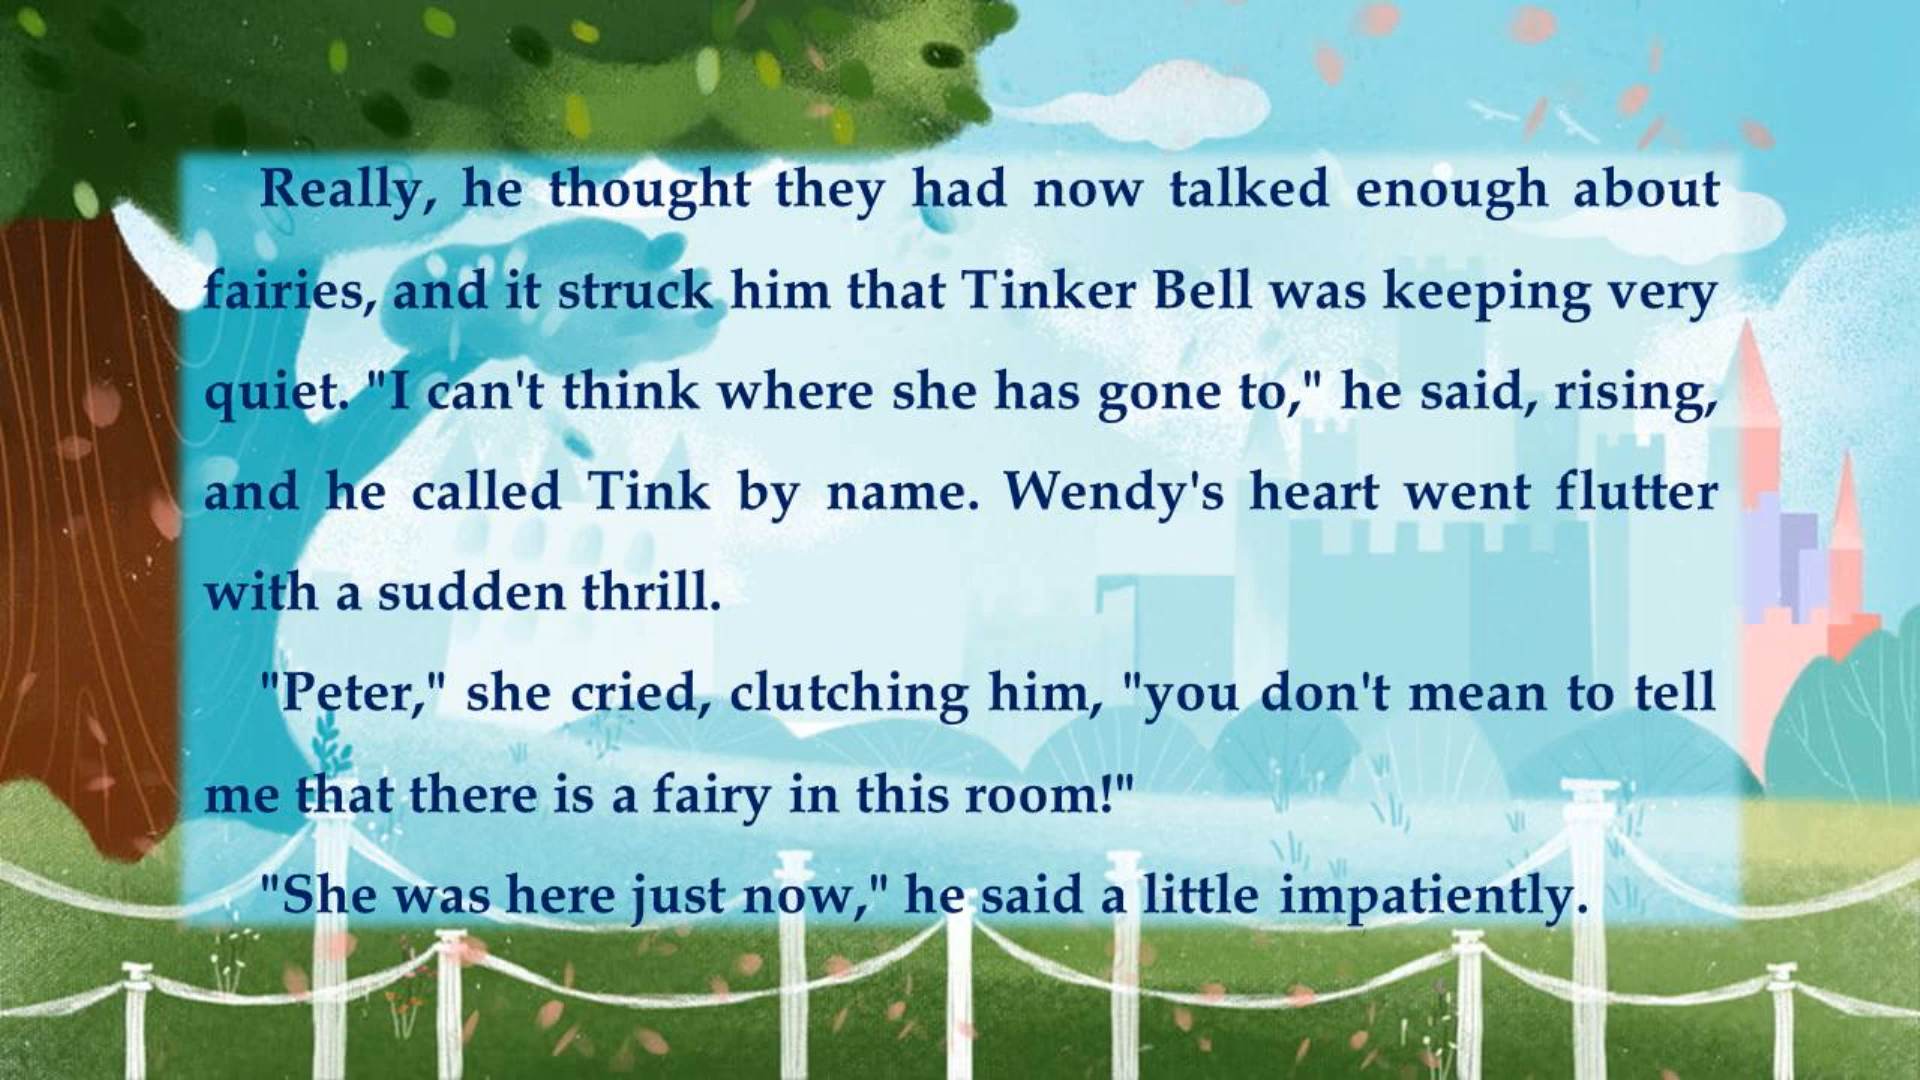 Really, he thought they had now talked enough about
fairies, and it struck him that Tinker Bell was keeping very
quiet. "I can't think where she has gone to," he said, rising,
and he called Tink by name. Wendy's heart went flutter
with a sudden thrill.
"Peter," she cried, clutching him, "you don't mean to tell
me that there is a fairy in this room!"
"She was here just now," he said a little impatiently.